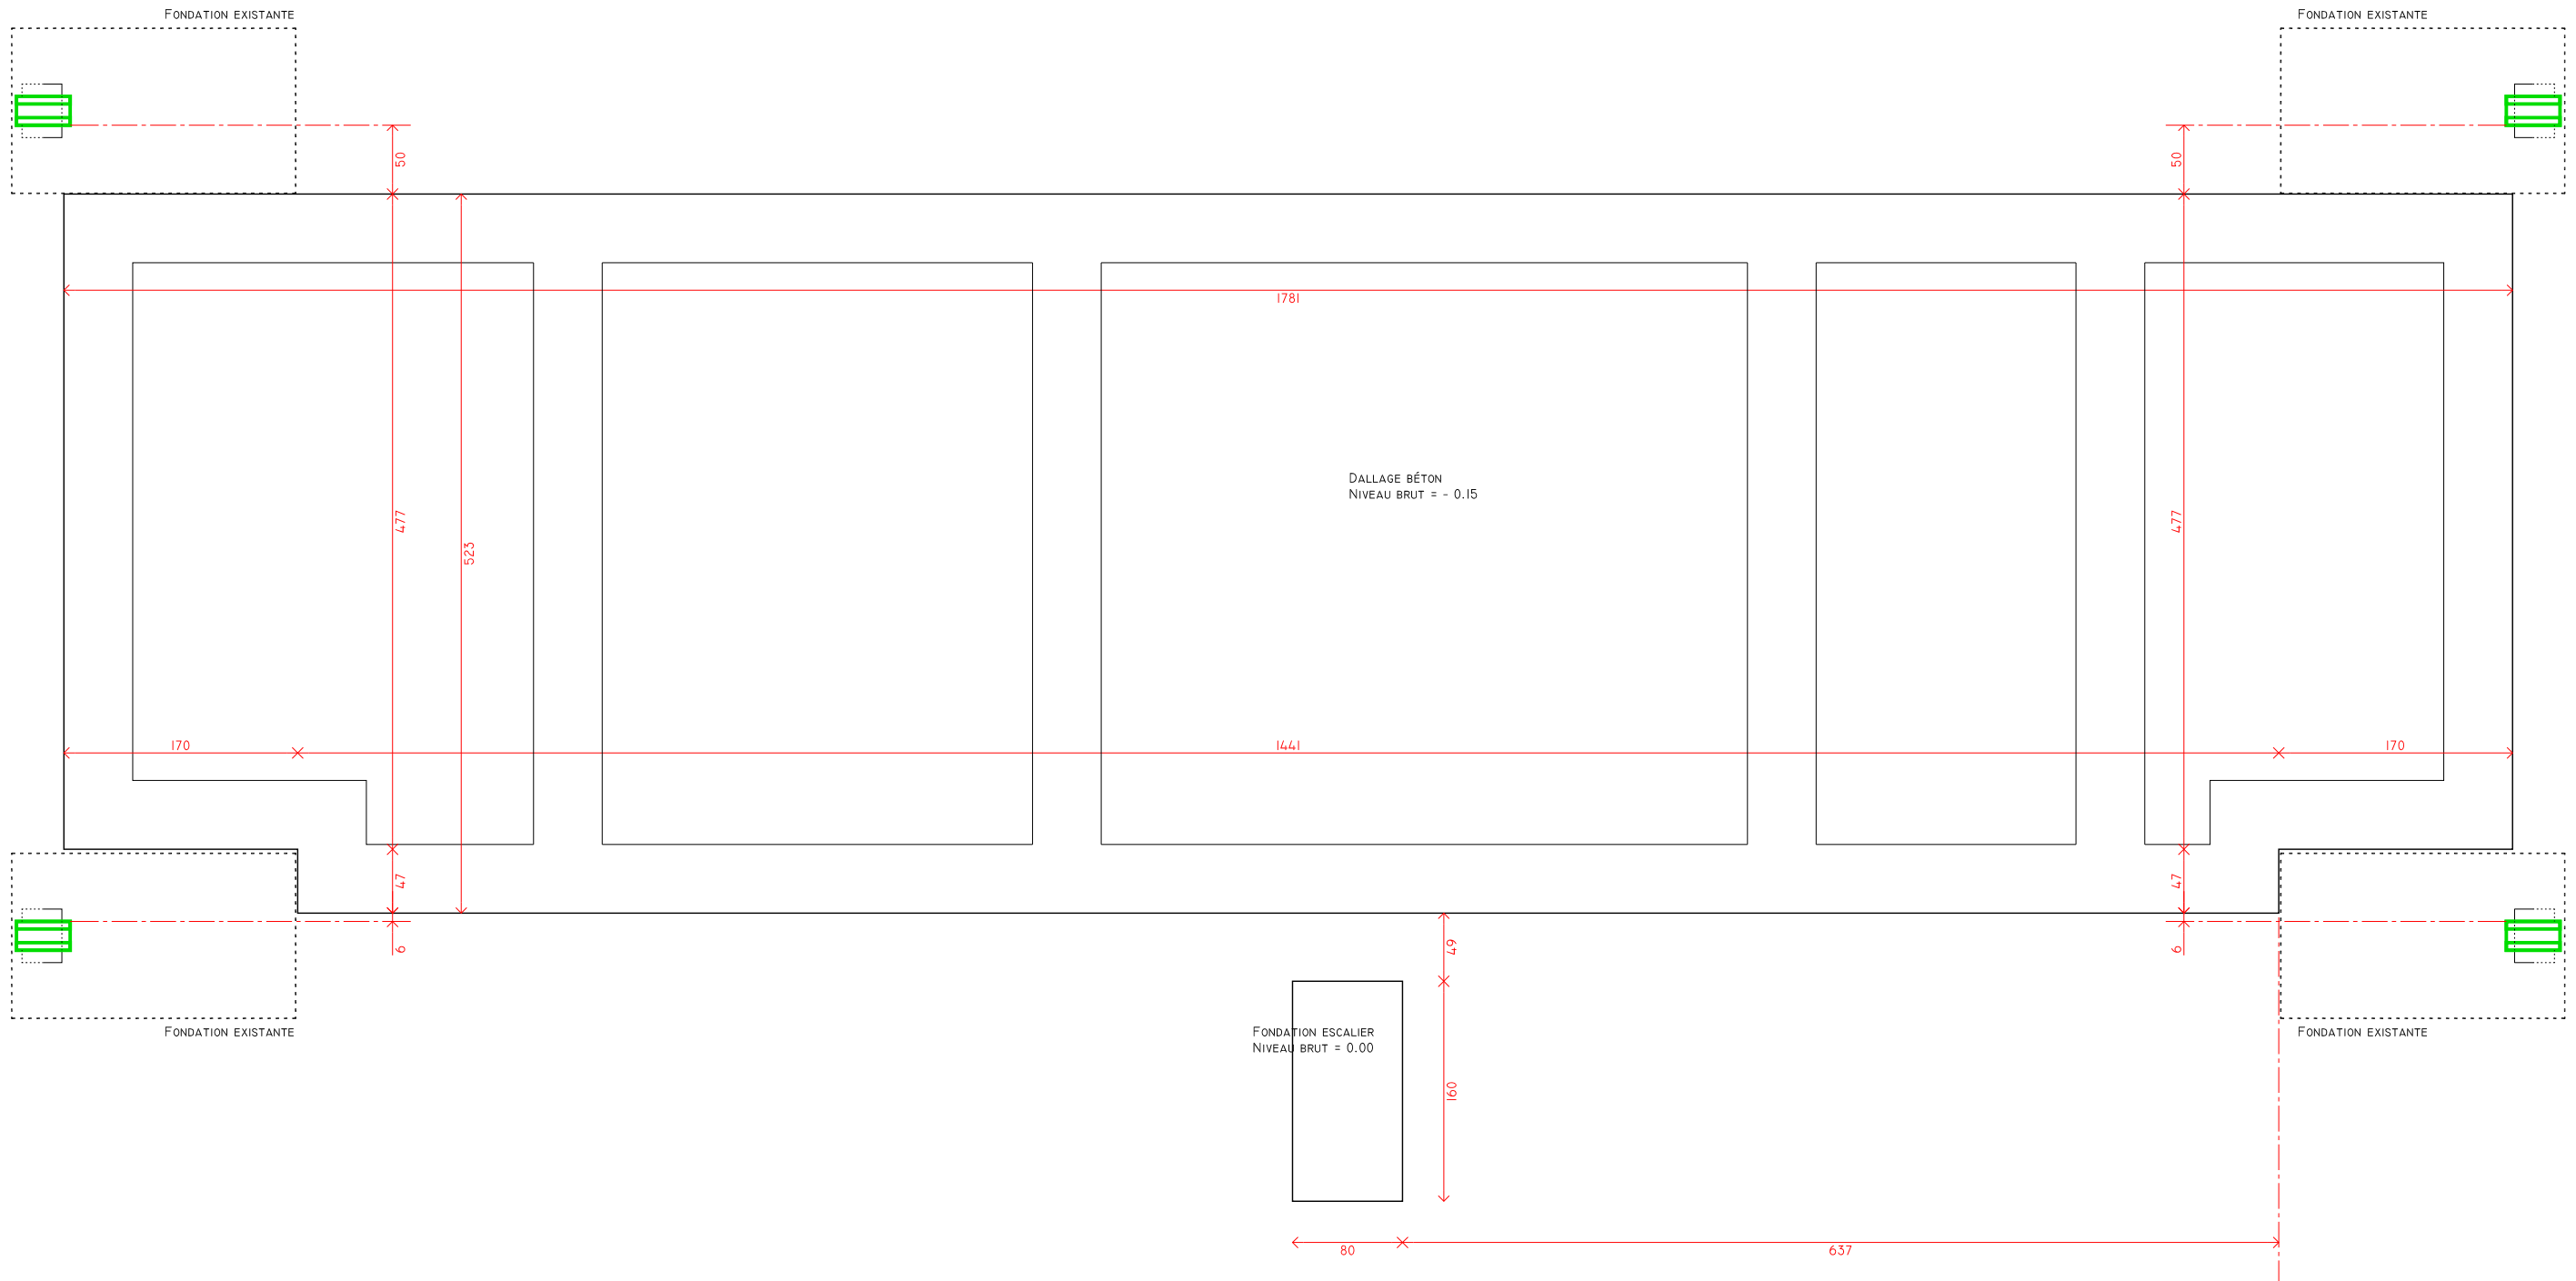 Fondation existante
Fondation existante
50
50
1781
Dallage béton
Niveau brut = - 0.15
477
477
523
170
1441
170
47
47
6
6
49
Fondation existante
Fondation escalier
Niveau brut = 0.00
Fondation existante
160
80
637